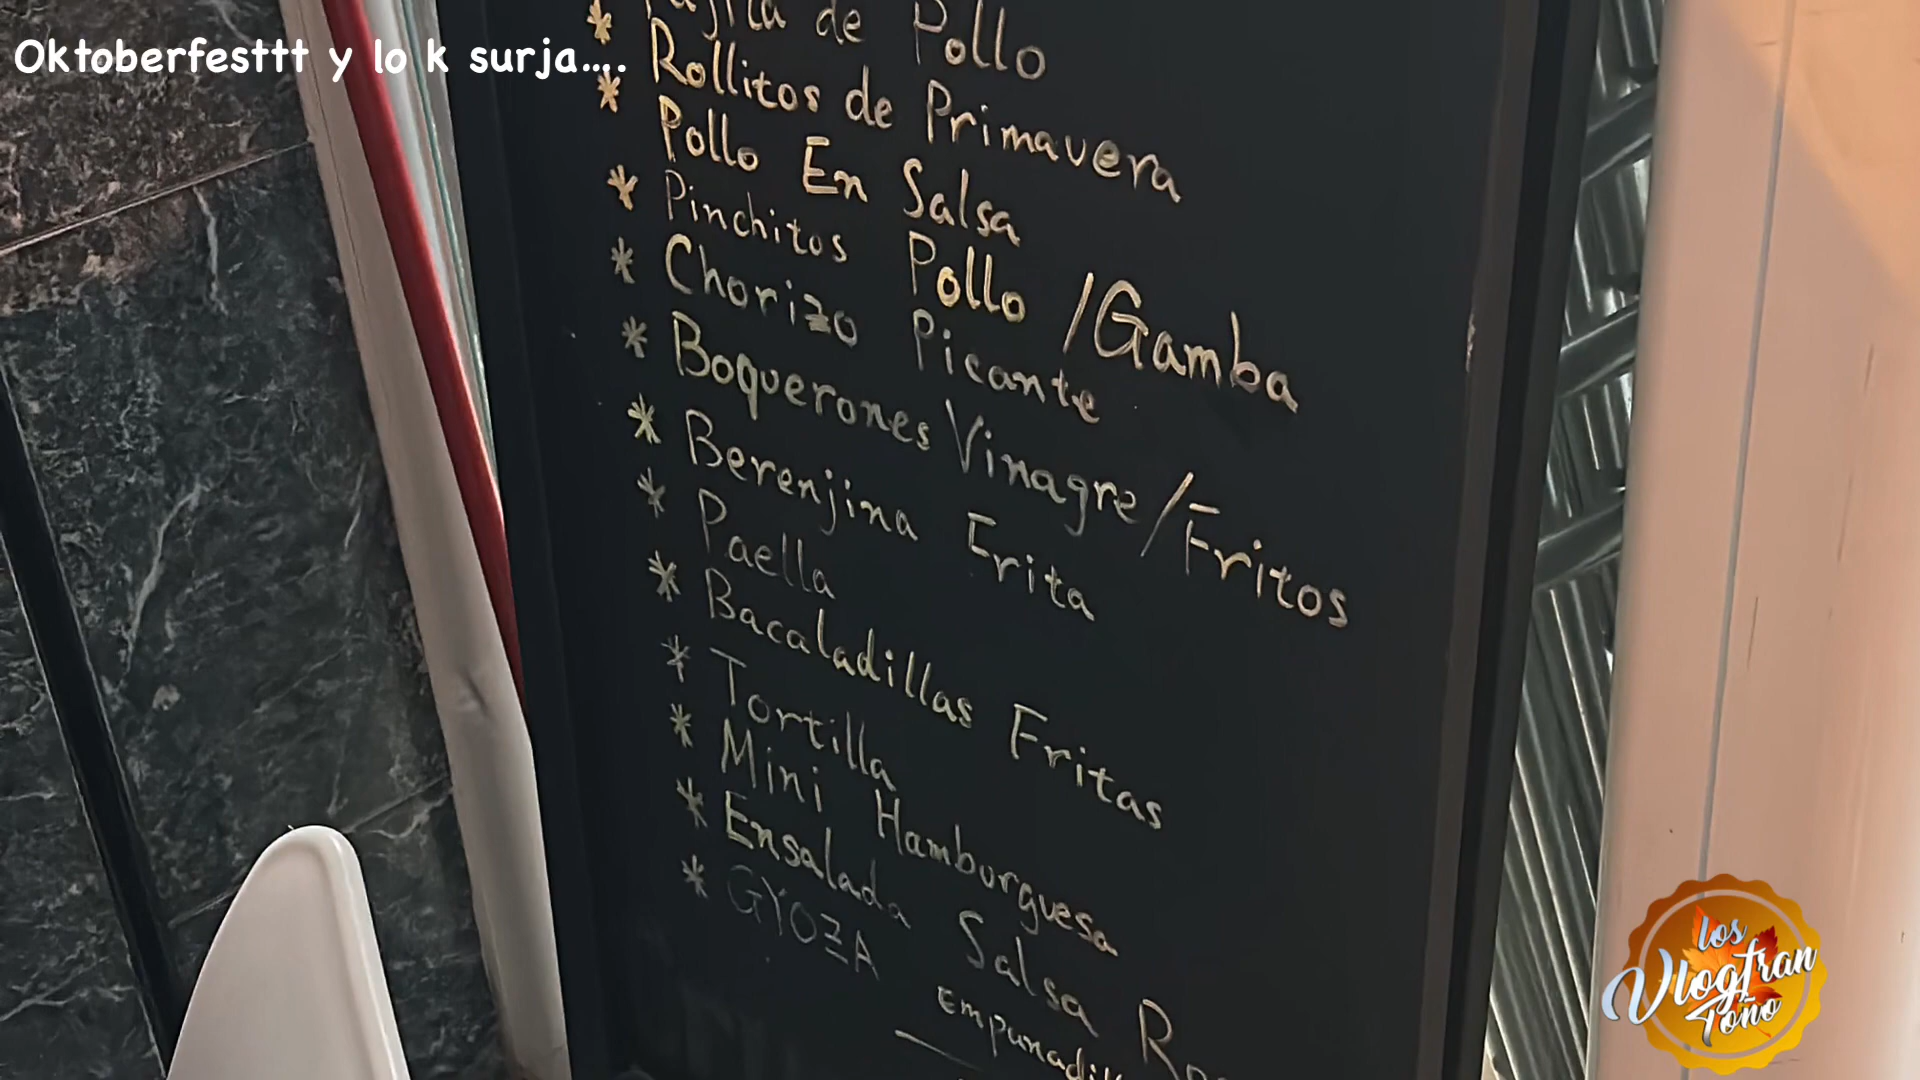 Oktoberfesttt y lo k surja....
de Pollo
* Rollitos de Primavera
* Pollo En Salsa
* Pinchitos Pollo /Gamba
* Chorizo Picante
* Boquerones Vinagre/Fritos
* Berenjina Frita
* Paella
* Bacaladillas Fritas
* Tortilla
* Mini Hamburguesa
* Ensalada Salsa
* GYOZA
los
Vlogfran
Toño